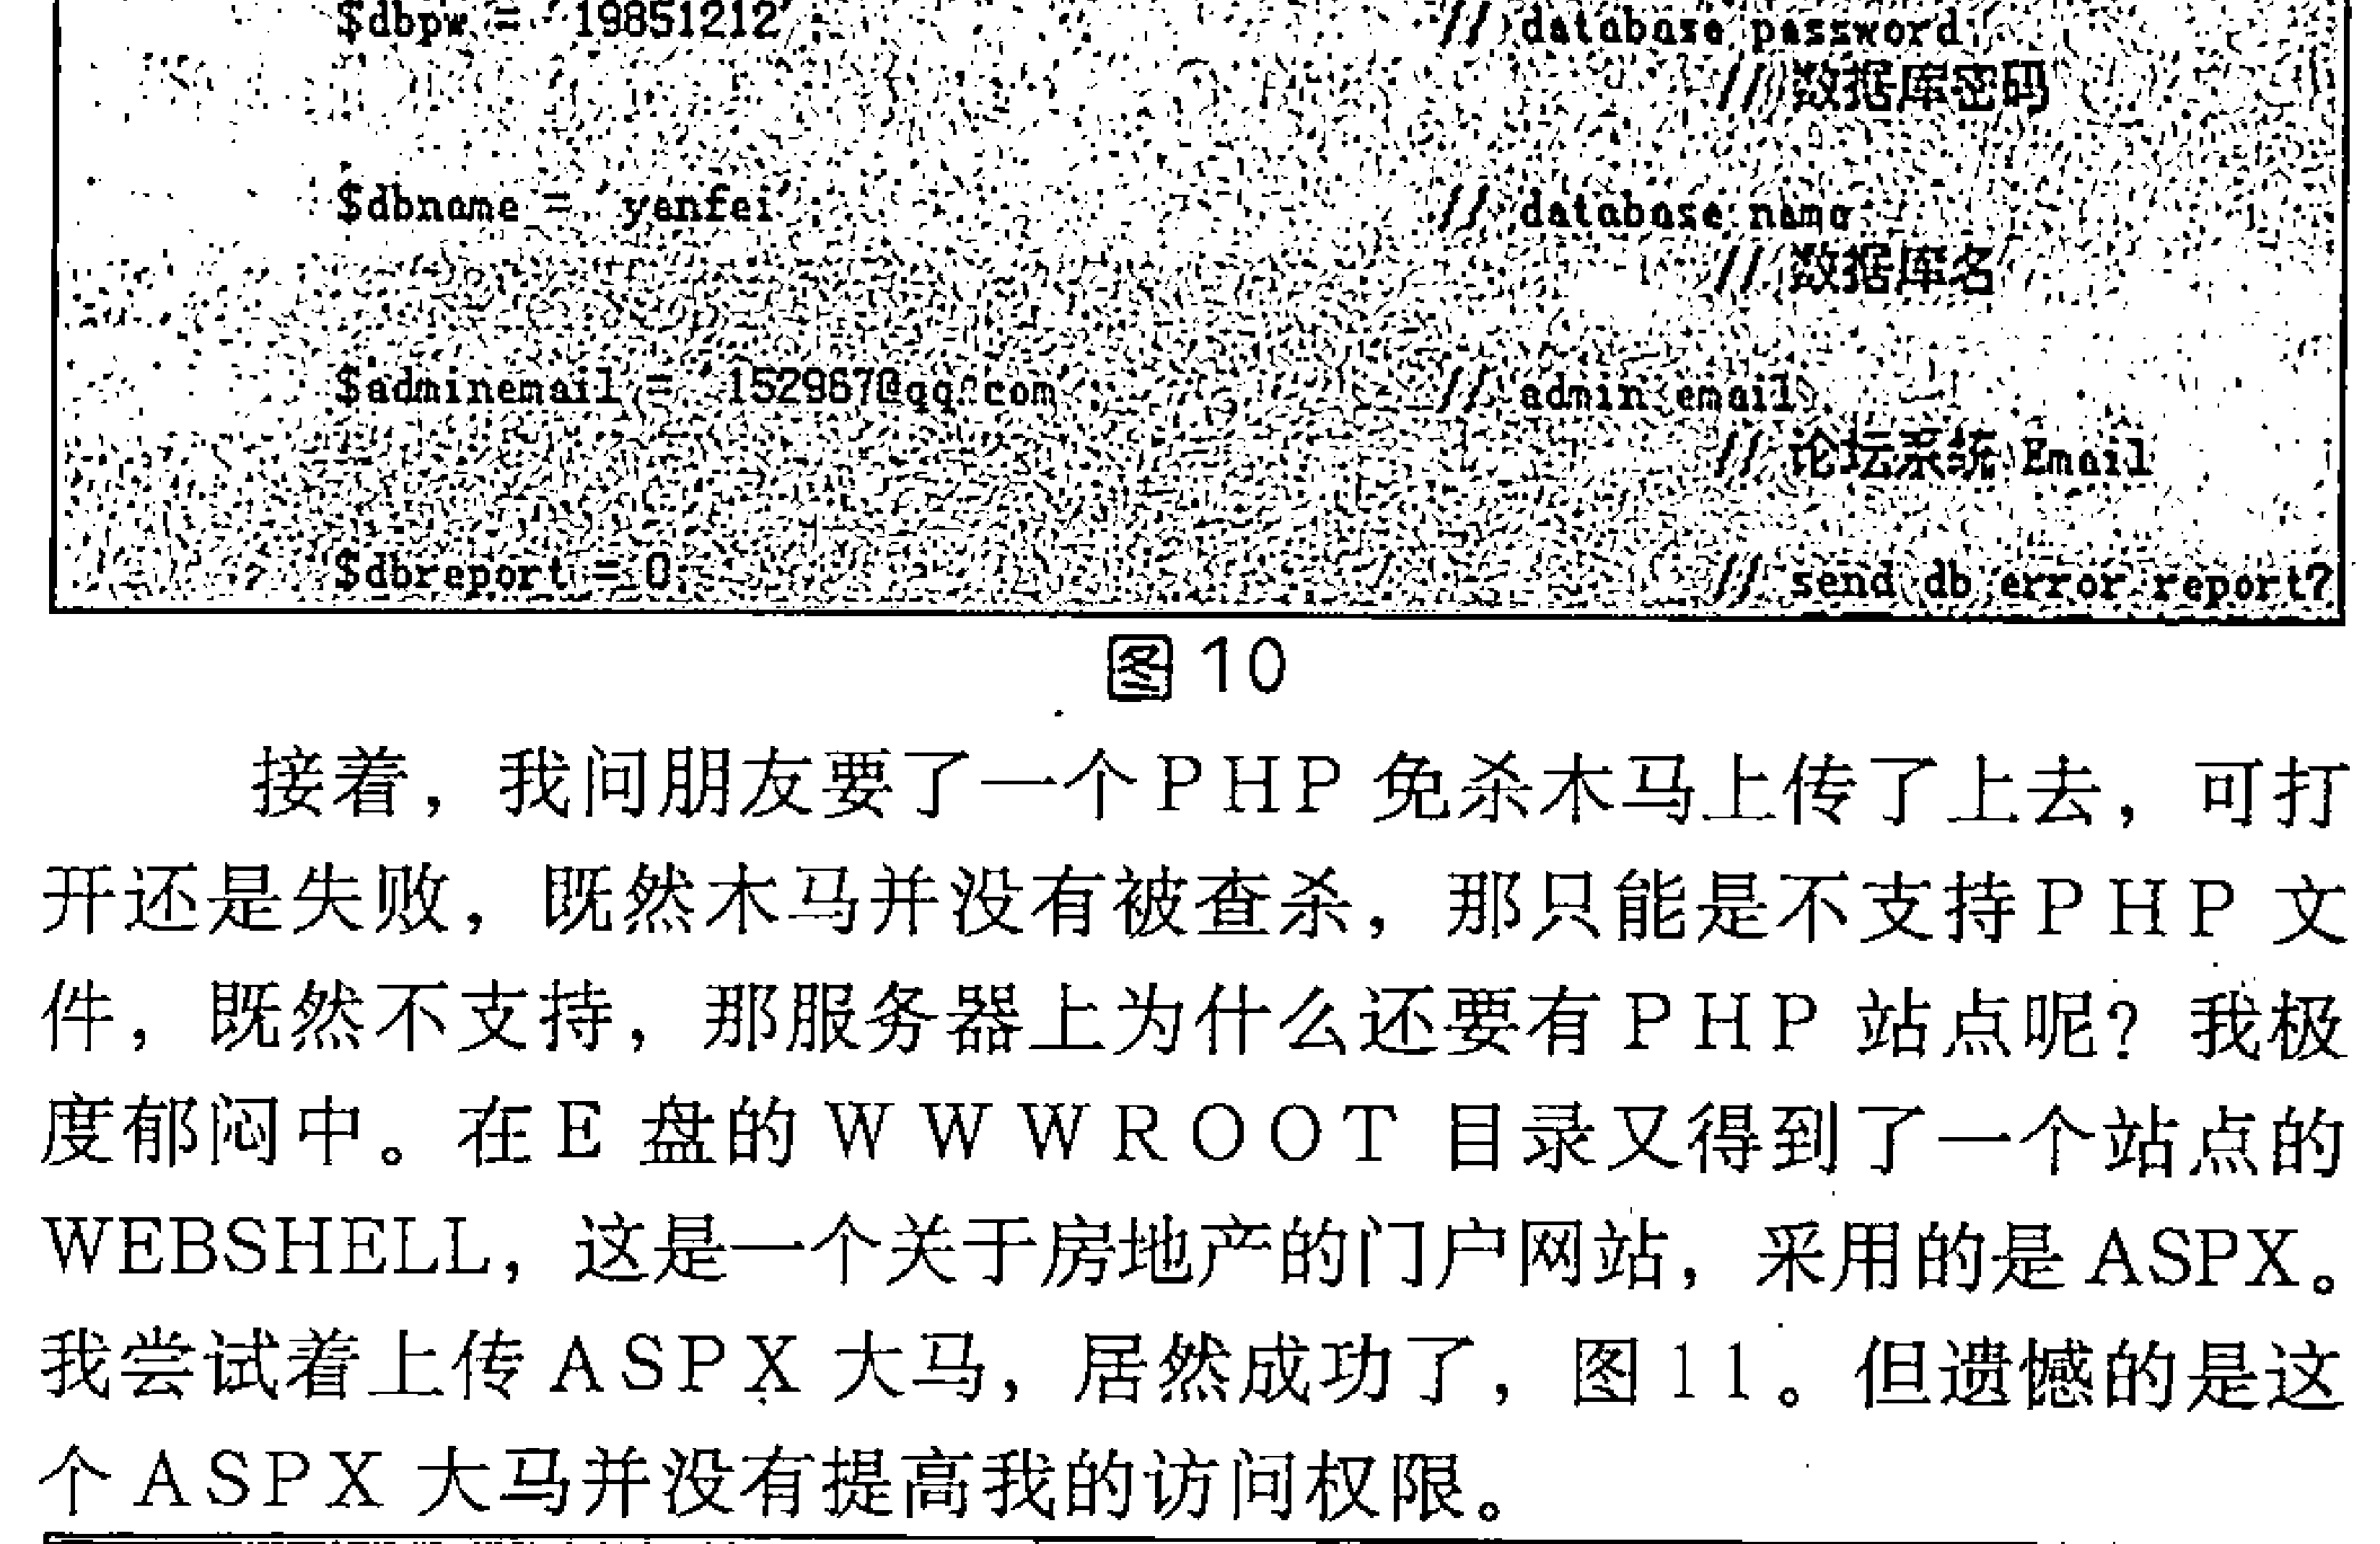 $dbpw = '19851212'; // database password
// 数据库密码
$dbname = 'yanfei'; // database name
// 数据库名
$adminemail = '152967@qq.com'; // admin email
// 论坛系统 Email
$dbreport = 0; // send db error report?
图10
接着，我问朋友要了一个PHP 免杀木马上传了上去，可打
开还是失败，既然木马并没有被查杀，那只能是不支持PHP 文
件，既然不支持，那服务器上为什么还要有PHP 站点呢？我极
度郁闷中。在E 盘的WWWROOT 目录又得到了一个站点的
WEBSHELL，这是一个关于房地产的门户网站，采用的是ASPX。
我尝试着上传ASPX 大马，居然成功了，图11。但遗憾的是这
个ASPX 大马并没有提高我的访问权限。